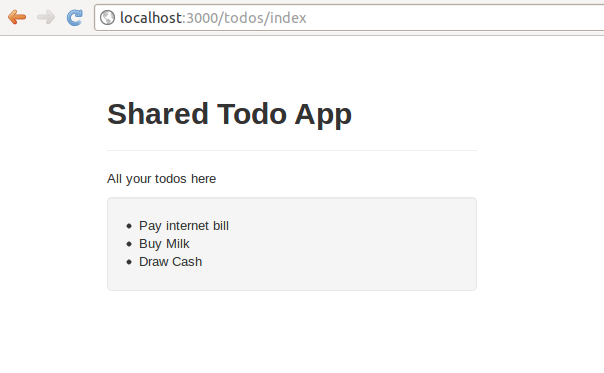 localhost:3000/todos/index
Shared Todo App
All your todos here
Pay internet bill
Buy Milk
Draw Cash